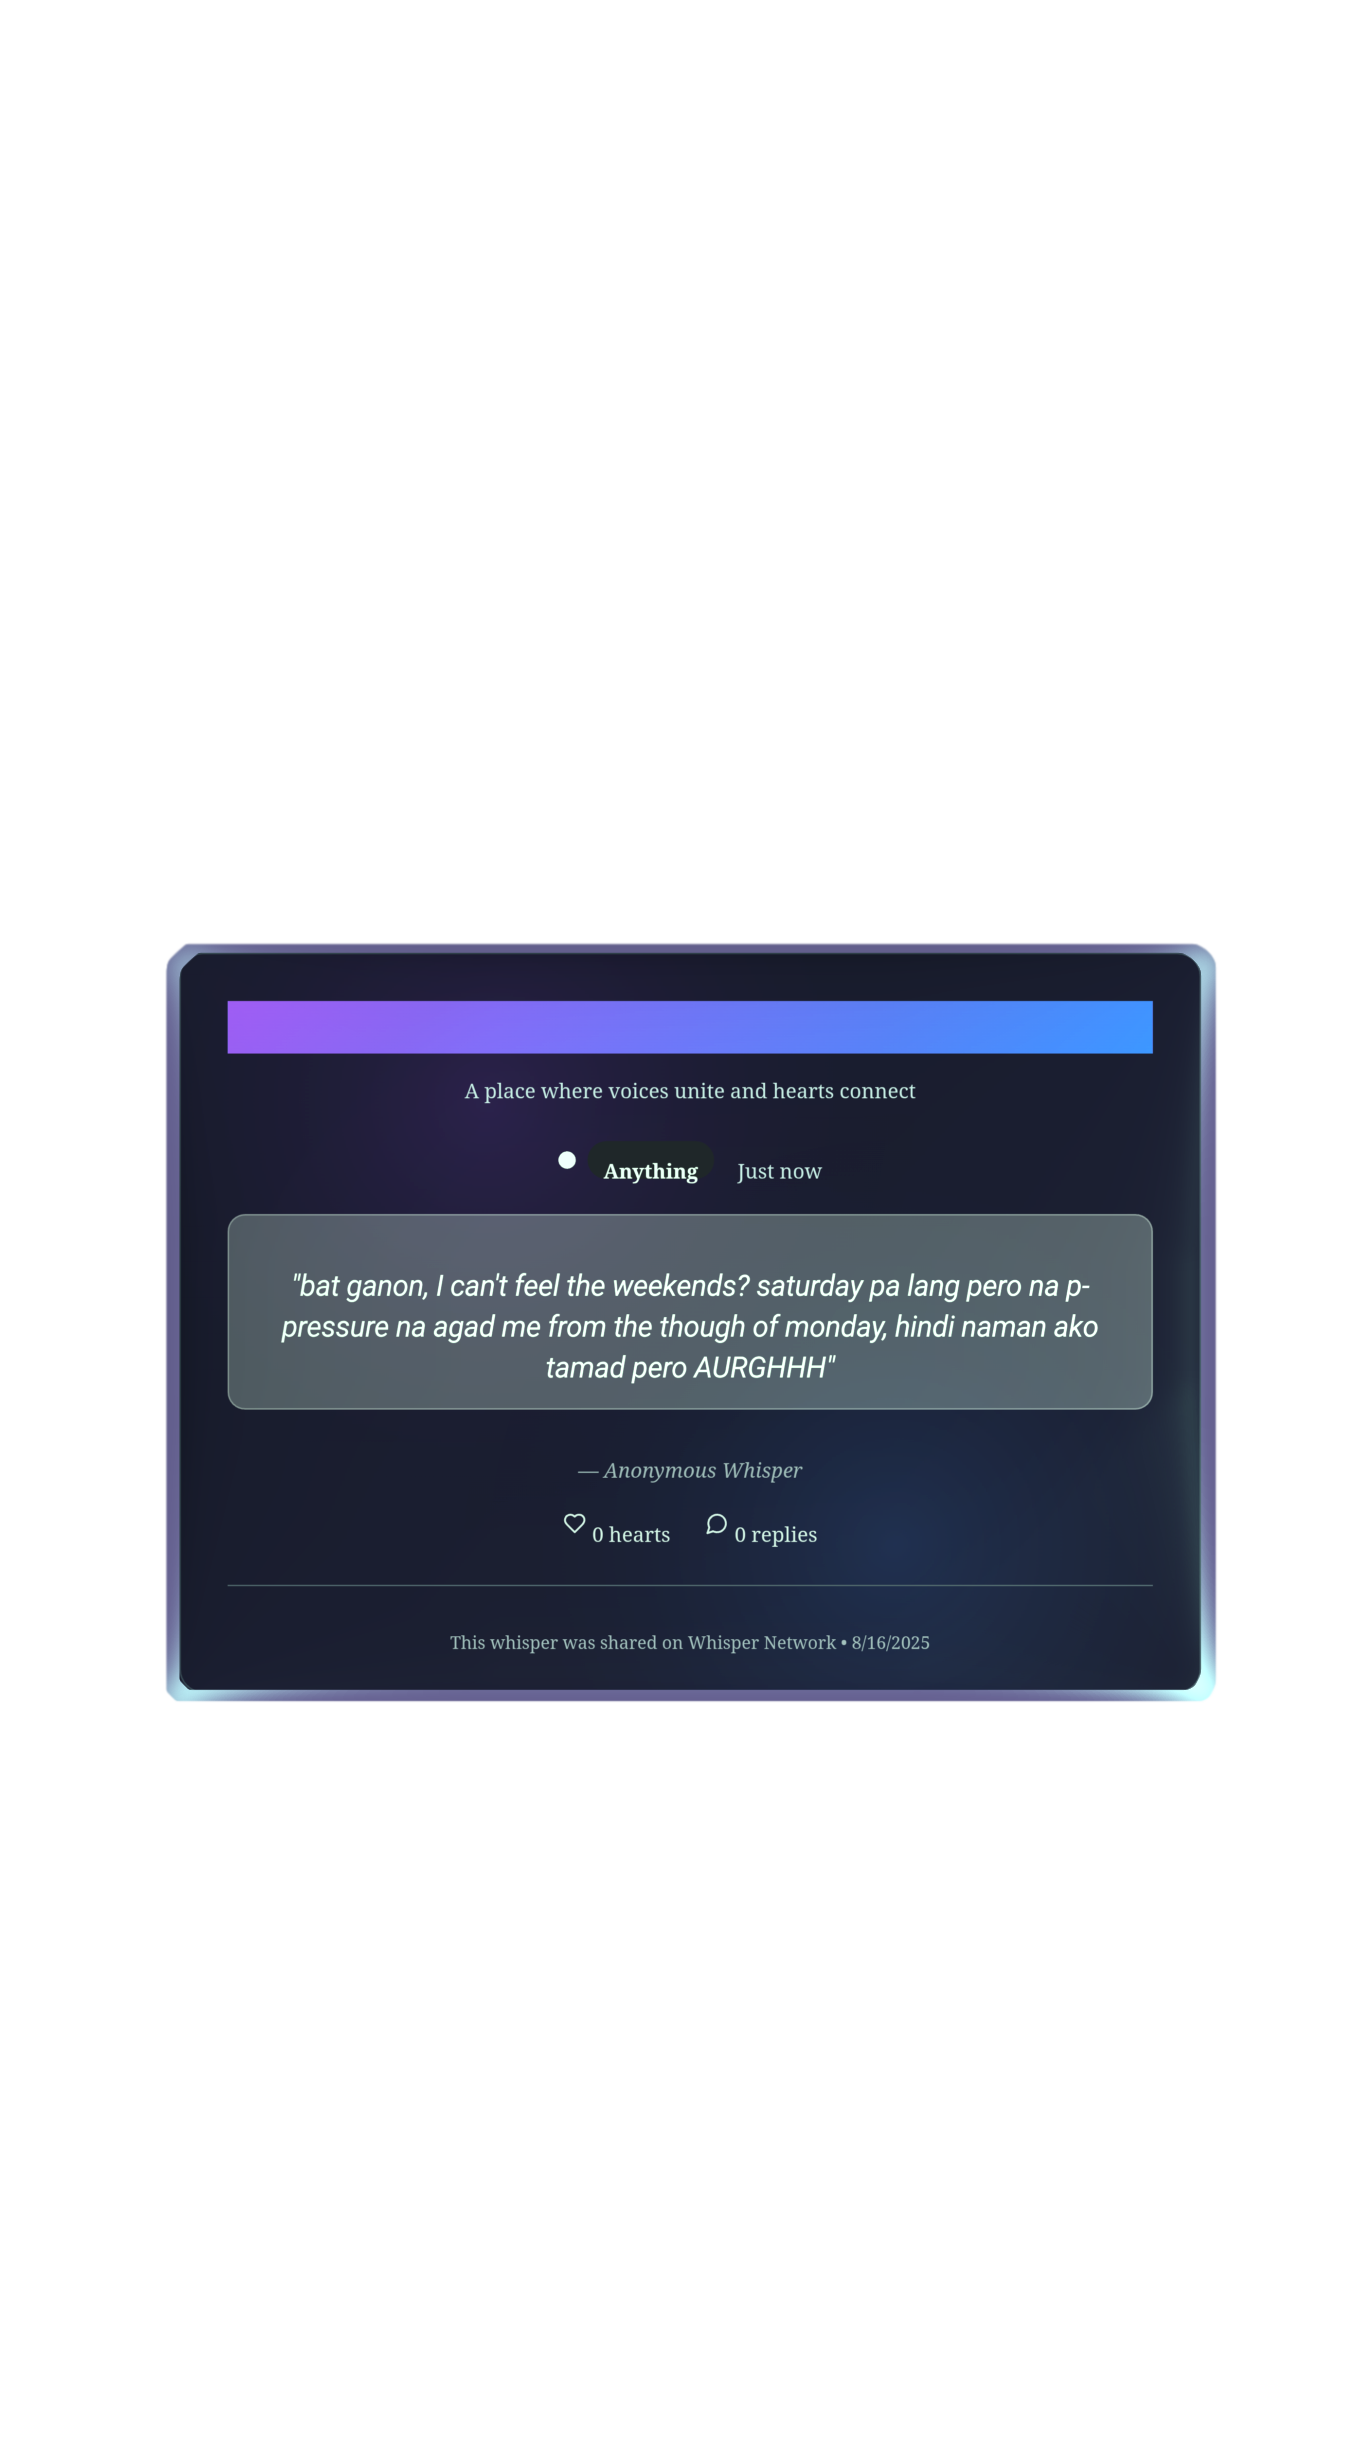 A place where voices unite and hearts connect
Anything Just now
"bat ganon, I can't feel the weekends? saturday pa lang pero na p-
pressure na agad me from the though of monday, hindi naman ako
tamad pero AURGHHH"
— Anonymous Whisper
0 hearts 0 replies
This whisper was shared on Whisper Network • 8/16/2025